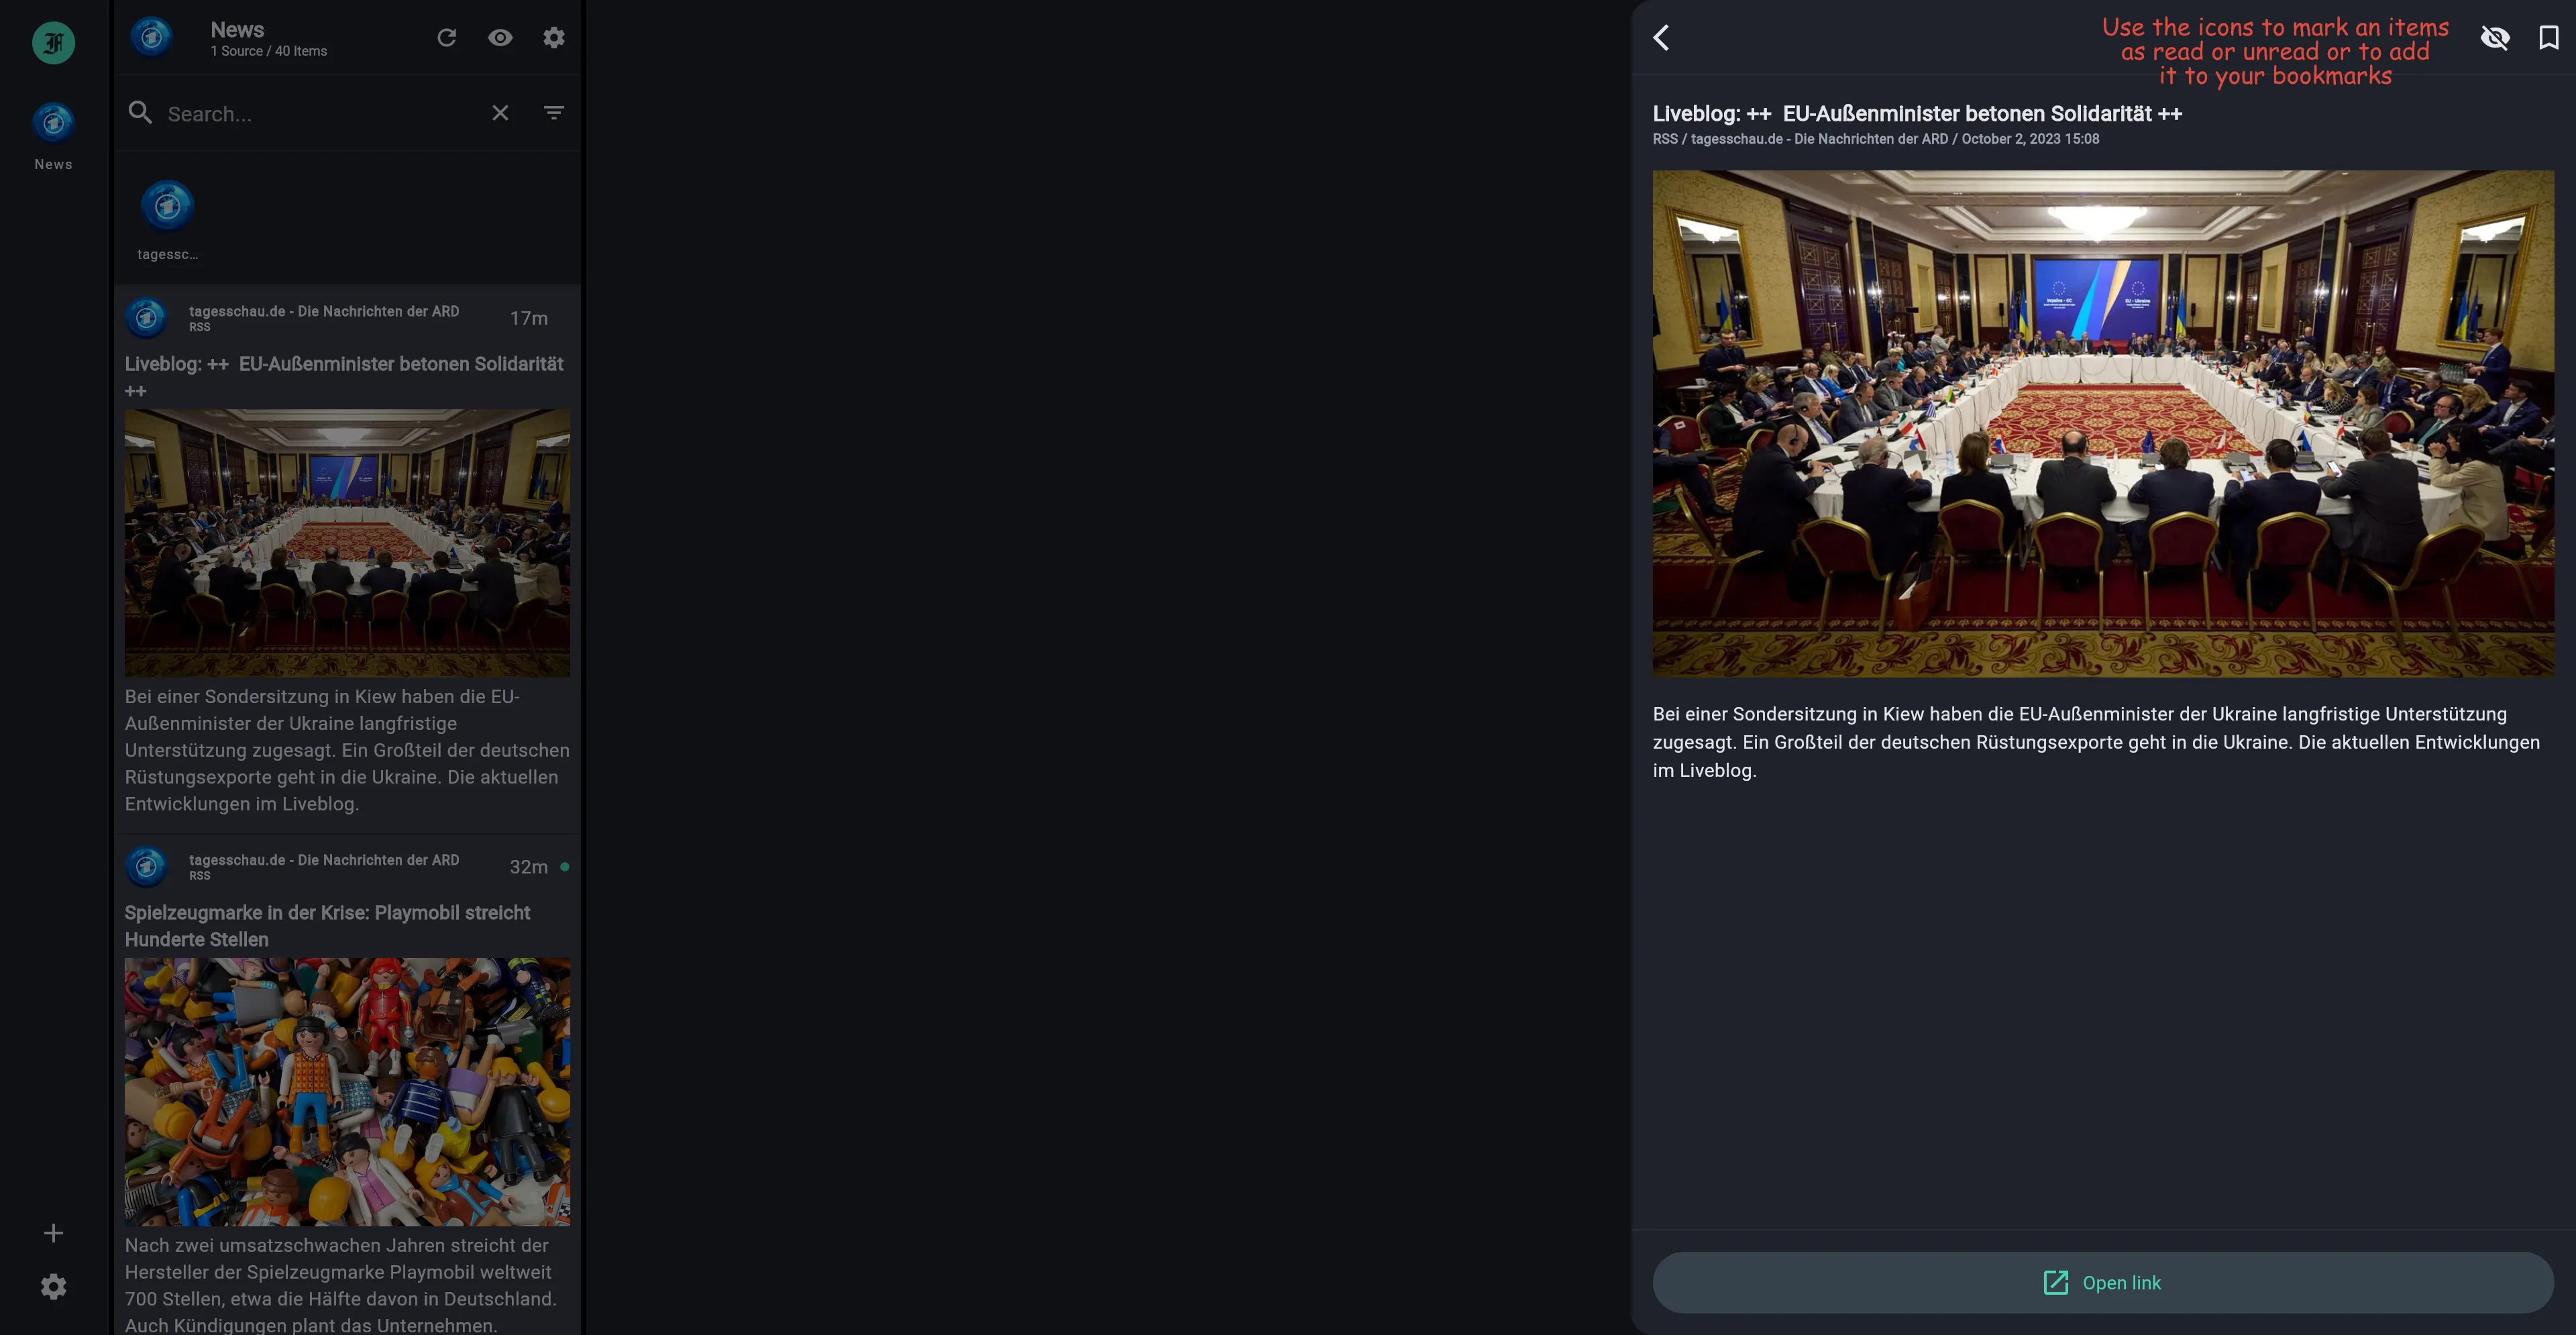 News
News
1 Source / 40 Items
Search...
tagessc...
tagesschau.de - Die Nachrichten der ARD
RSS
17m
Liveblog: ++ EU-Außenminister betonen Solidarität
++
Bei einer Sondersitzung in Kiew haben die EU-
Außenminister der Ukraine langfristige
Unterstützung zugesagt. Ein Großteil der deutschen
Rüstungsexporte geht in die Ukraine. Die aktuellen
Entwicklungen im Liveblog.
tagesschau.de - Die Nachrichten der ARD
RSS
32m
Spielzeugmarke in der Krise: Playmobil streicht
Hunderte Stellen
Nach zwei umsatzschwachen Jahren streicht der
Hersteller der Spielzeugmarke Playmobil weltweit
700 Stellen, etwa die Hälfte davon in Deutschland.
Auch Kündigungen plant das Unternehmen.
Use the icons to mark an items
as read or unread or to add
it to your bookmarks
Liveblog: ++ EU-Außenminister betonen Solidarität ++
RSS / tagesschau.de - Die Nachrichten der ARD / October 2, 2023 15:08
Bei einer Sondersitzung in Kiew haben die EU-Außenminister der Ukraine langfristige Unterstützung
zugesagt. Ein Großteil der deutschen Rüstungsexporte geht in die Ukraine. Die aktuellen Entwicklungen
im Liveblog.
Open link